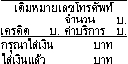 เติมหมายเลขโทรศัพท์
จำนวน บ.
เครดิต บ. ค่าบริการ บ.
กรุณาใส่เงิน บาท
ใส่เงินแล้ว บาท